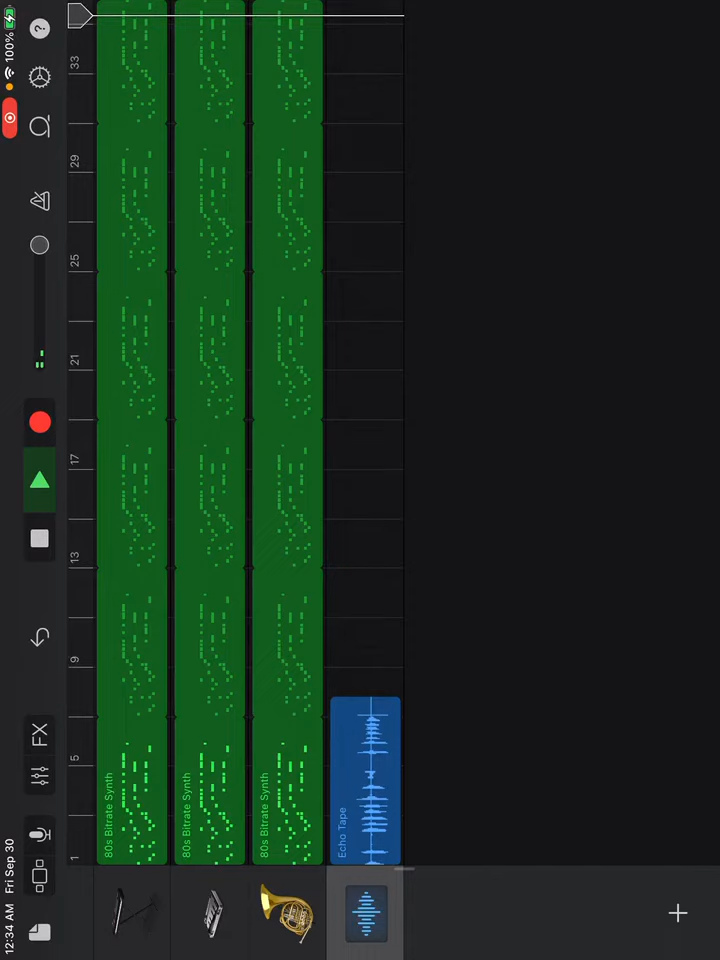 12:34 AM Fri Sep 30
100%
FX
?
1 5 9 13 17 21 25 29 33
80s Bitrate Synth
80s Bitrate Synth
80s Bitrate Synth
Echo Tape